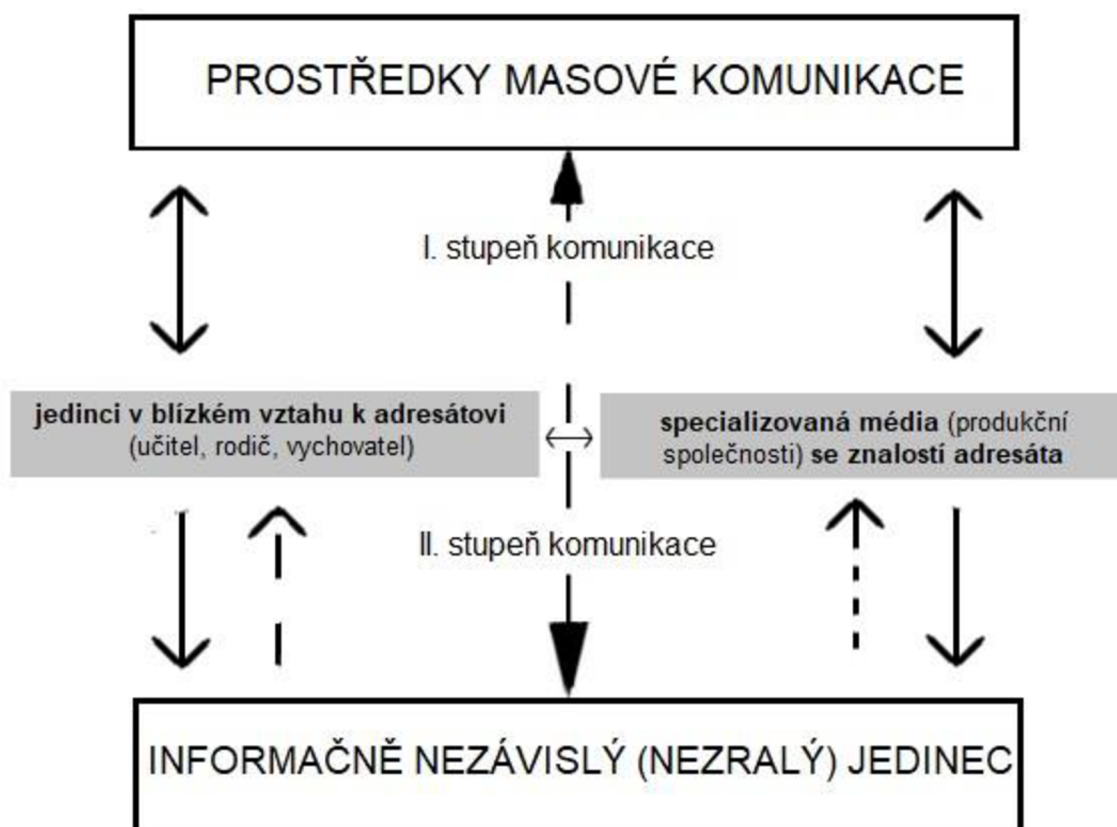 PROSTŘEDKY MASOVÉ KOMUNIKACE
I. stupeň komunikace
jedinci v blízkém vztahu k adresátovi
(učitel, rodič, vychovatel)
specializovaná média (produkční
společnosti) se znalostí adresáta
II. stupeň komunikace
INFORMAČNĚ NEZÁVISLÝ (NEZRALÝ) JEDINEC